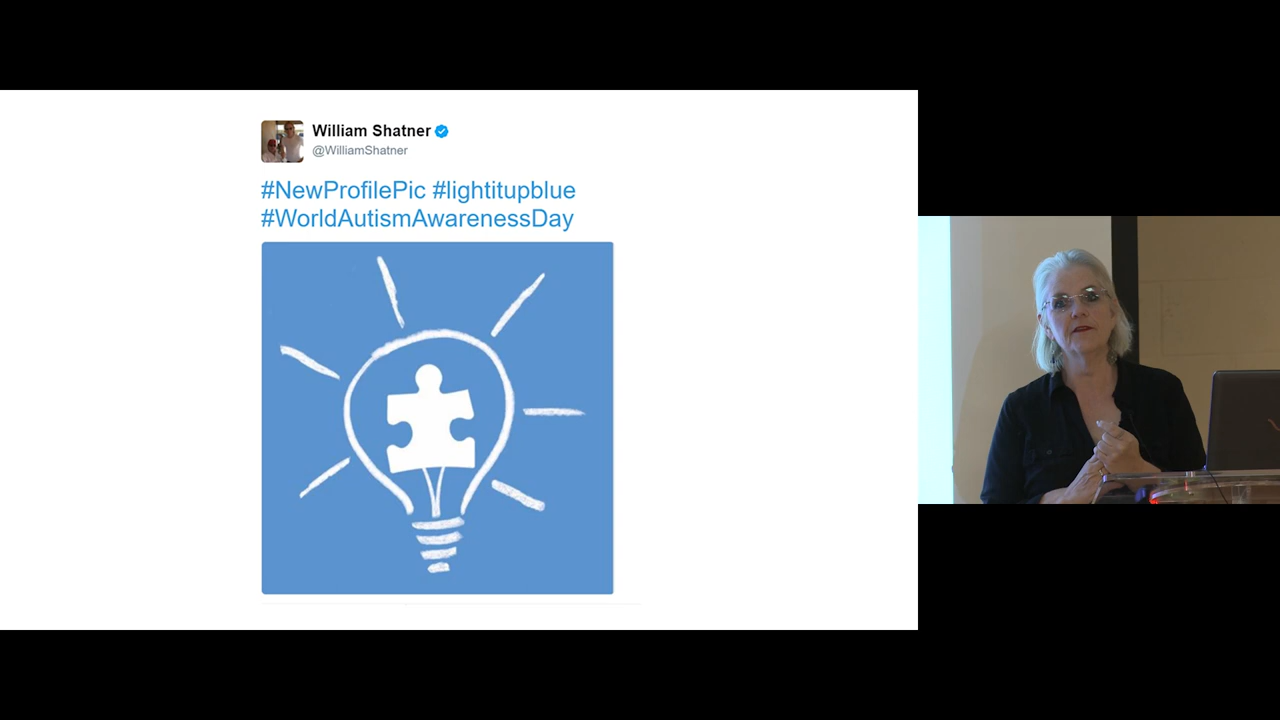 William Shatner
@WilliamShatner
#NewProfilePic #lightitupblue
#WorldAutismAwarenessDay